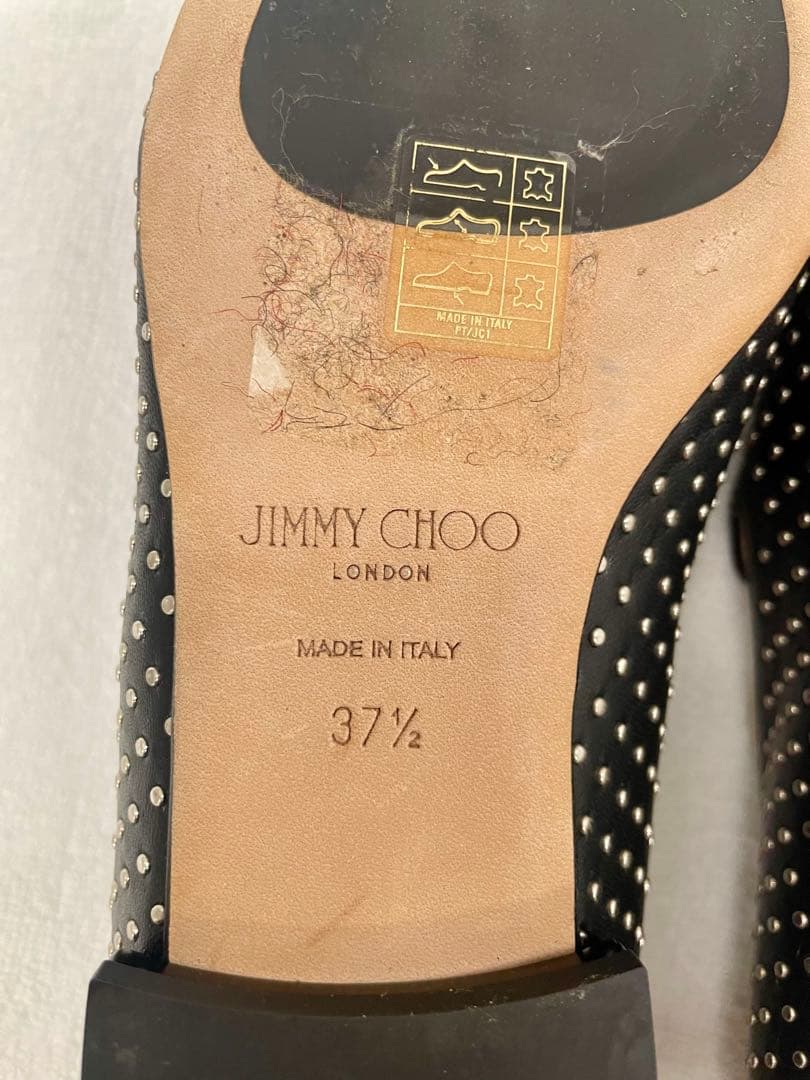 MADE IN ITALY
PT/JC1
JIMMY CHOO
LONDON
MADE IN ITALY
37½